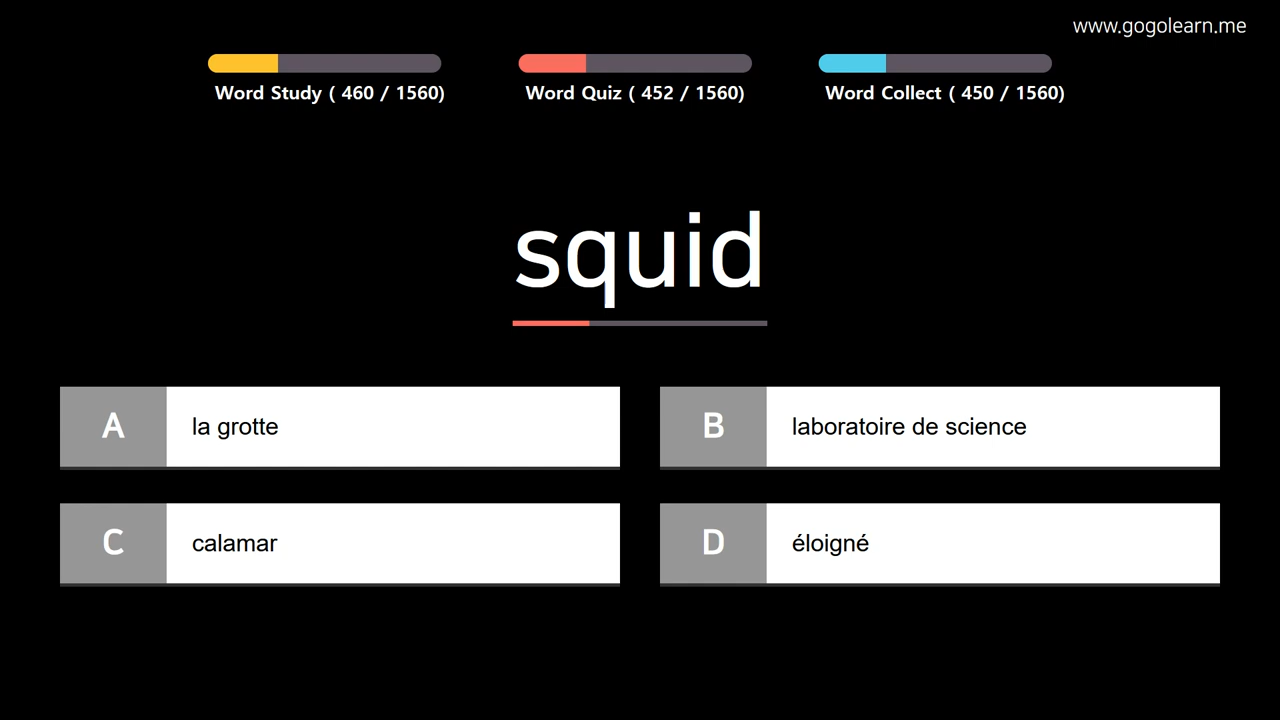 www.gogolearn.me
Word Study ( 460 / 1560)
Word Quiz ( 452 / 1560)
Word Collect ( 450 / 1560)
squid
A la grotte
B laboratoire de science
C calamar
D éloigné